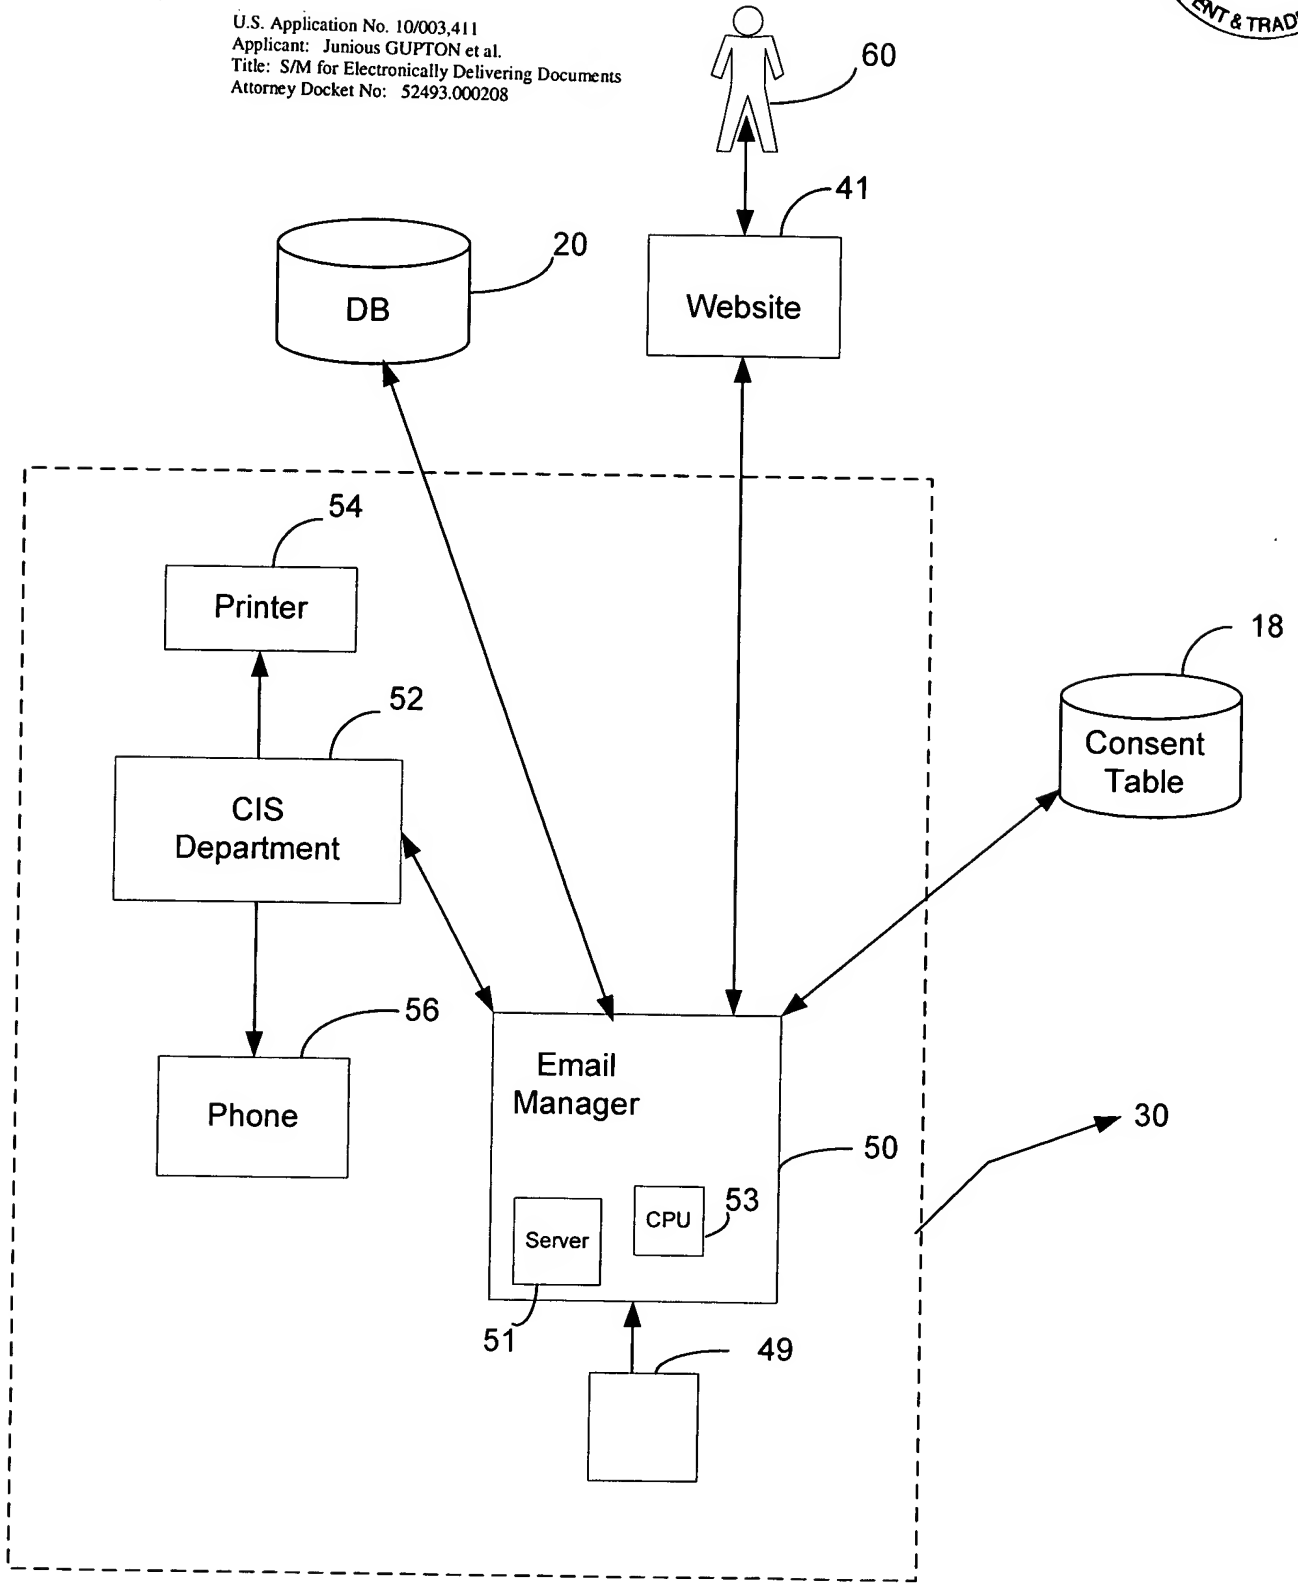 U.S. Application No. 10/003,411
Applicant: Junious GUPTON et al.
Title: S/M for Electronically Delivering Documents
Attorney Docket No: 52493.000208
& TRAD
60
41
20
DB
Website
54
Printer
18
52
Consent
Table
CIS
Department
56
Email
Manager
Phone
30
50
53
CPU
Server
51
49